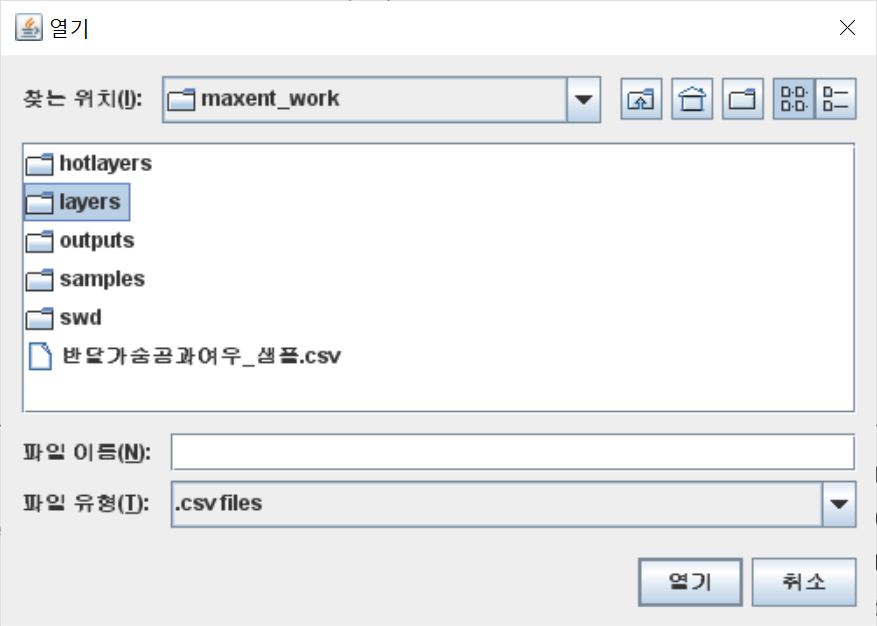 열기
찾는 위치(I): maxent_work
hotlayers
layers
outputs
samples
swd
반달가슴곰과여우_샘플.csv
파일 이름(N):
파일 유형(T): .csv files
열기 취소